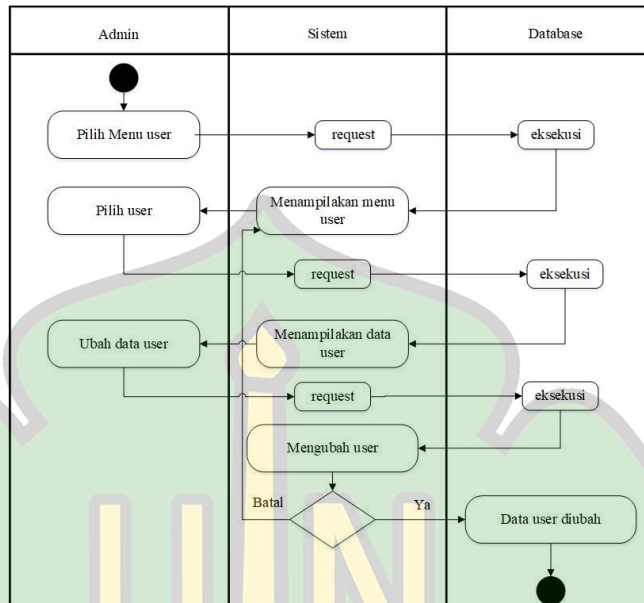 Admin
Sistem
Database
Pilih Menu user
request
eksekusi
Pilih user
Menampilakan menu
user
request
eksekusi
Ubah data user
Menampilakan data
user
request
eksekusi
Mengubah user
Batal
Ya
Data user diubah
UIN